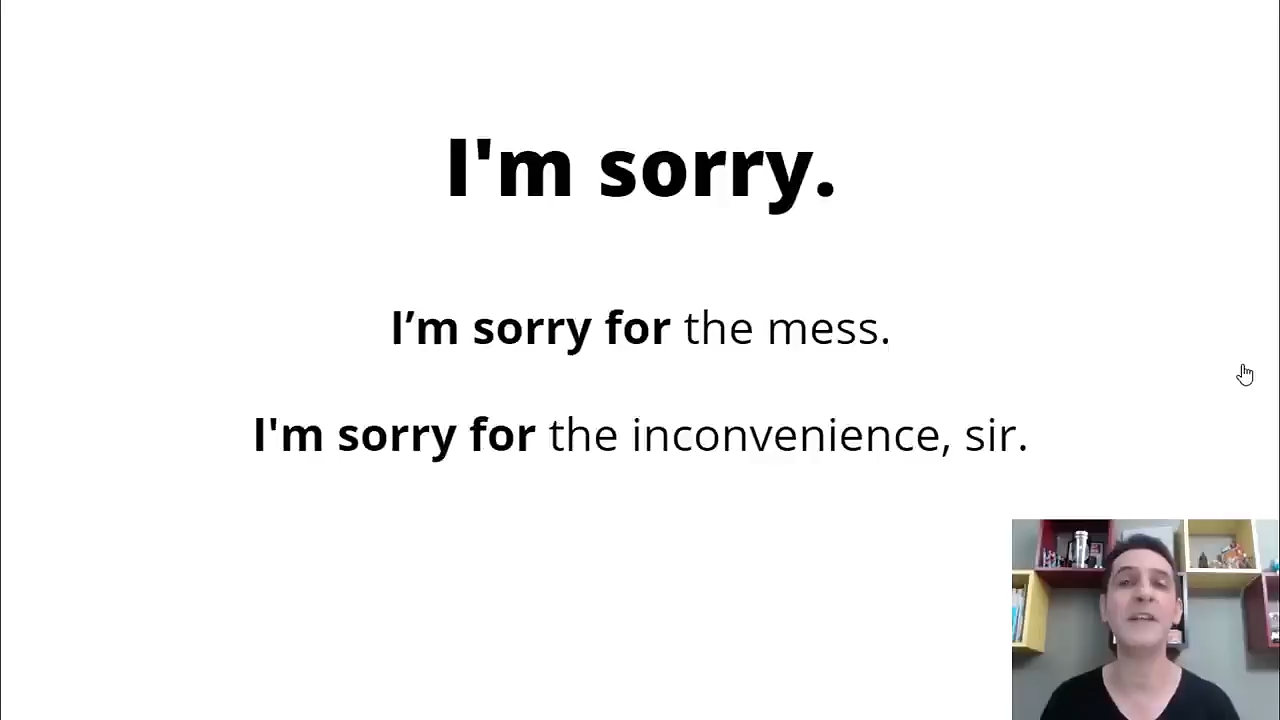 I'm sorry.
I’m sorry for the mess.
I'm sorry for the inconvenience, sir.